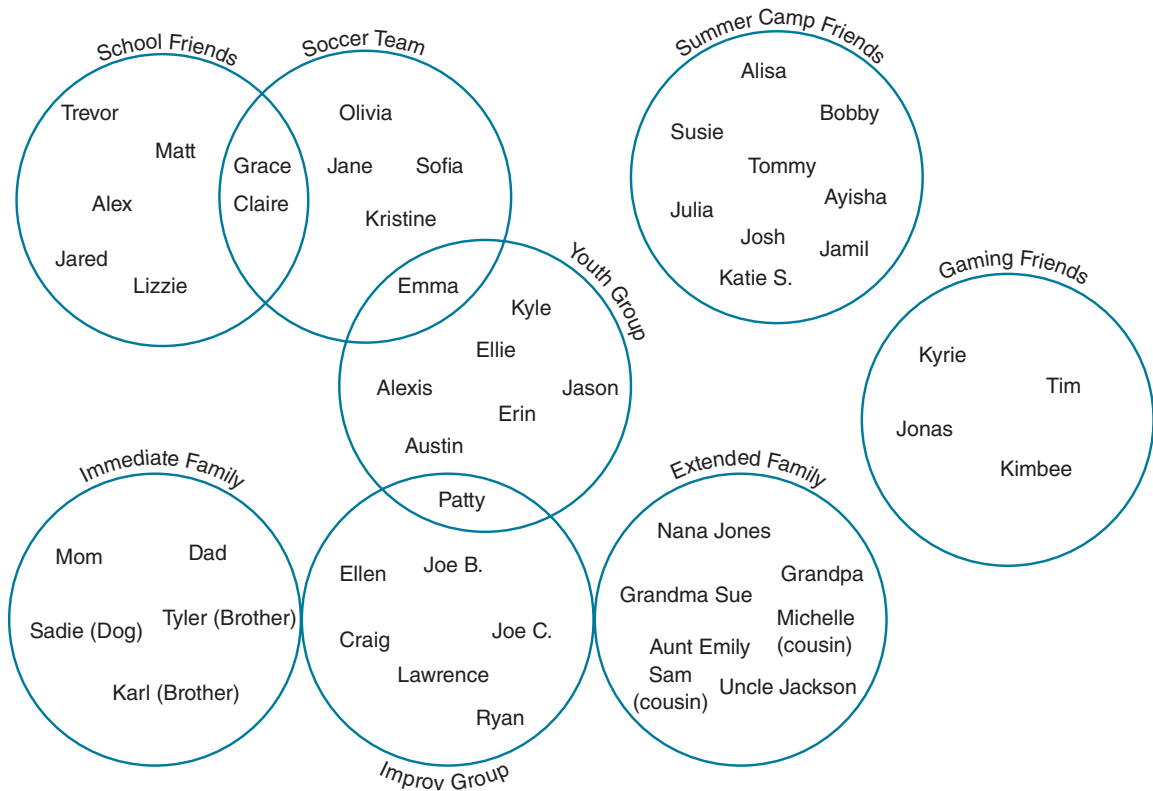 School Friends
Trevor
Matt
Alex
Jared
Lizzie
Grace
Claire
Soccer Team
Olivia
Jane
Sofia
Kristine
Emma
Youth Group
Kyle
Ellie
Alexis
Jason
Erin
Austin
Patty
Summer Camp Friends
Alisa
Bobby
Susie
Tommy
Ayisha
Julia
Josh
Jamil
Katie S.
Gaming Friends
Kyrie
Tim
Jonas
Kimbee
Immediate Family
Mom
Dad
Sadie (Dog)
Tyler (Brother)
Karl (Brother)
Ellen
Joe B.
Craig
Joe C.
Lawrence
Ryan
Improv Group
Extended Family
Nana Jones
Grandpa
Grandma Sue
Michelle
(cousin)
Aunt Emily
Sam
(cousin)
Uncle Jackson